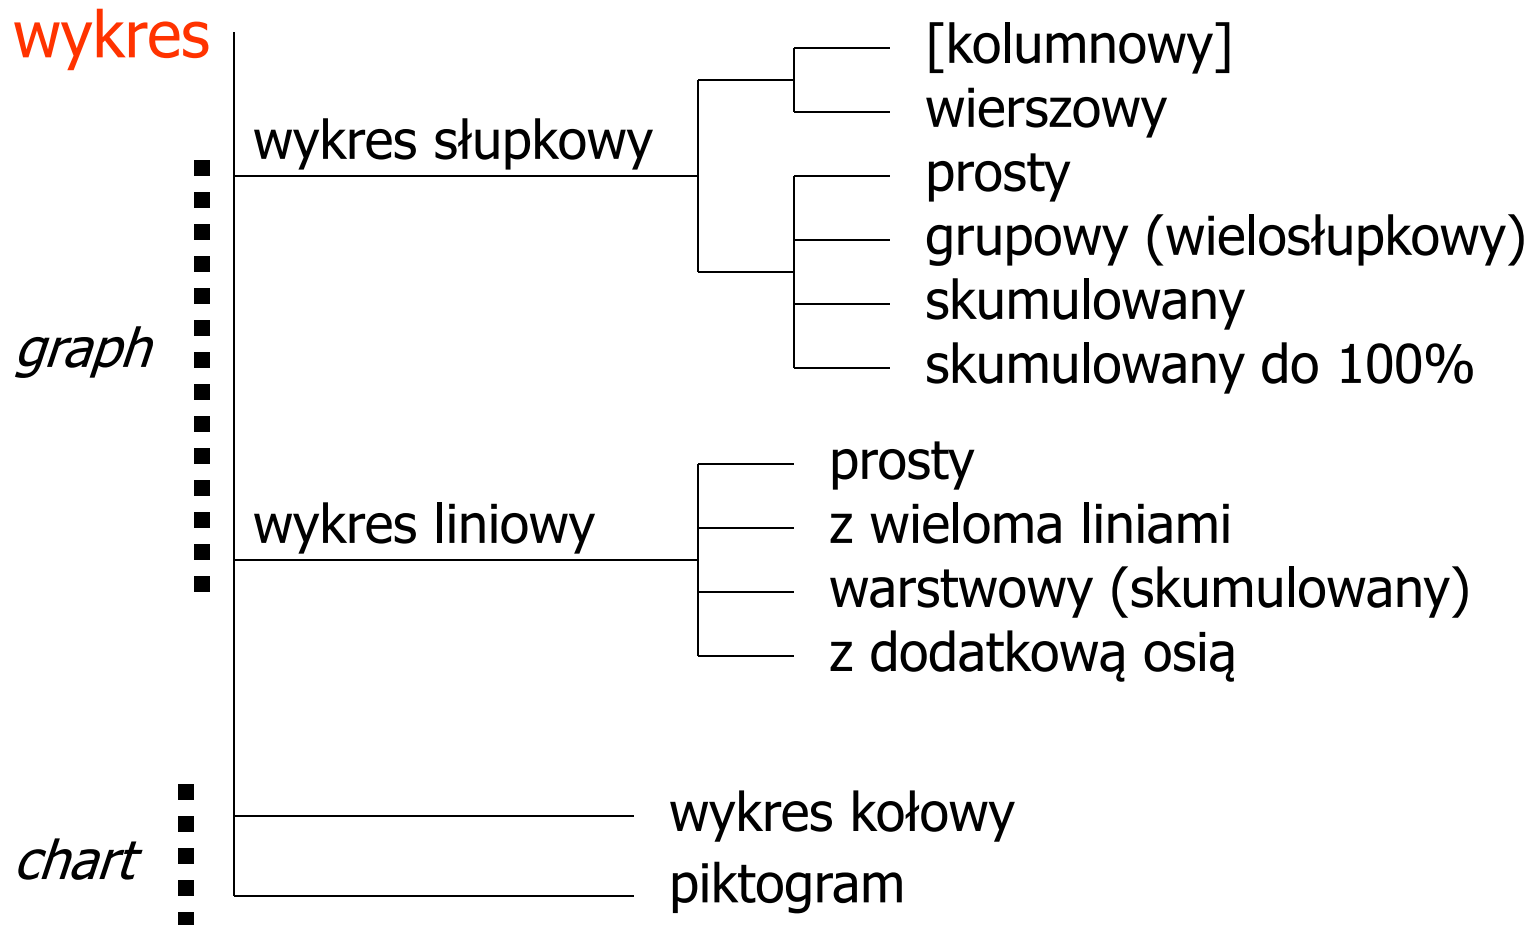 wykres
[kolumnowy]
wierszowy
wykres słupkowy
prosty
grupowy (wielosłupkowy)
skumulowany
graph
skumulowany do 100%
prosty
wykres liniowy
z wieloma liniami
warstwowy (skumulowany)
z dodatkową osią
wykres kołowy
chart
piktogram